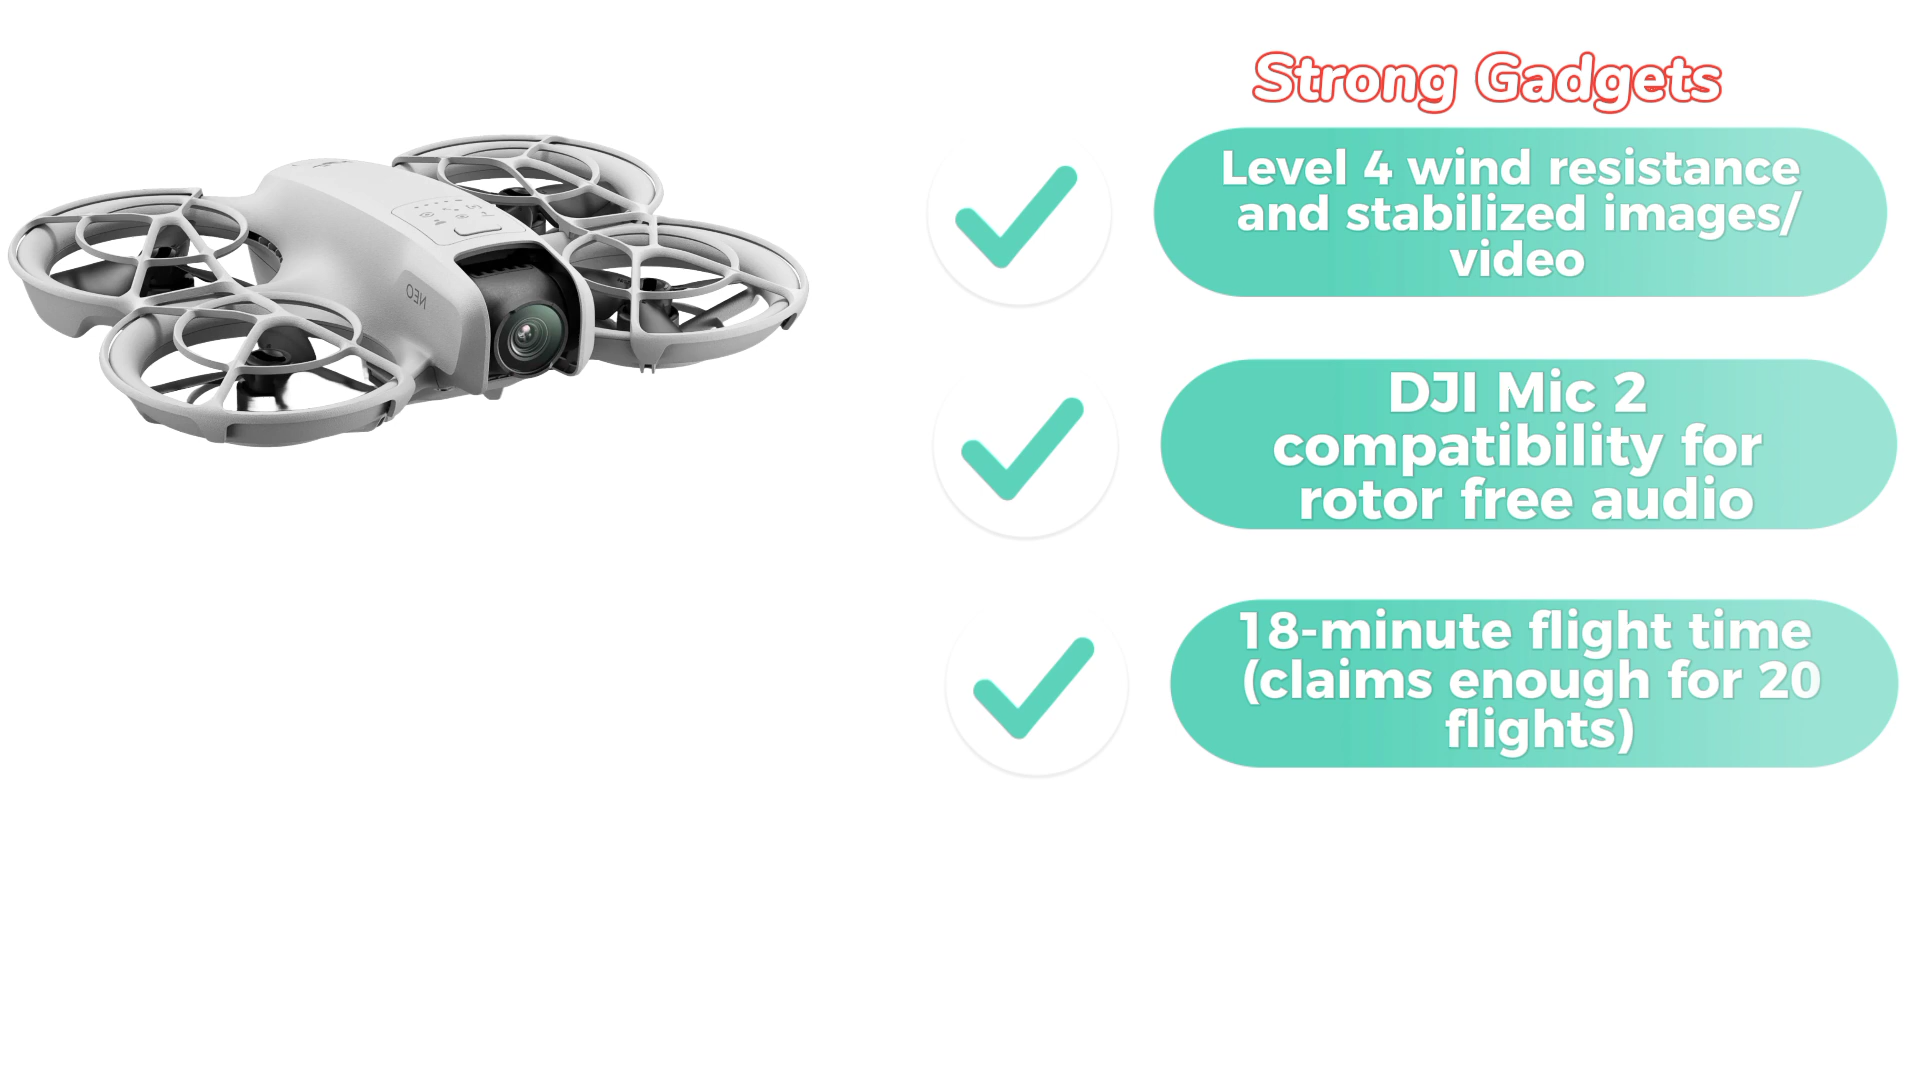 Strong Gadgets
Level 4 wind resistance
and stabilized images/
video
NEO
DJI Mic 2
compatibility for
rotor free audio
18-minute flight time
(claims enough for 20
flights)